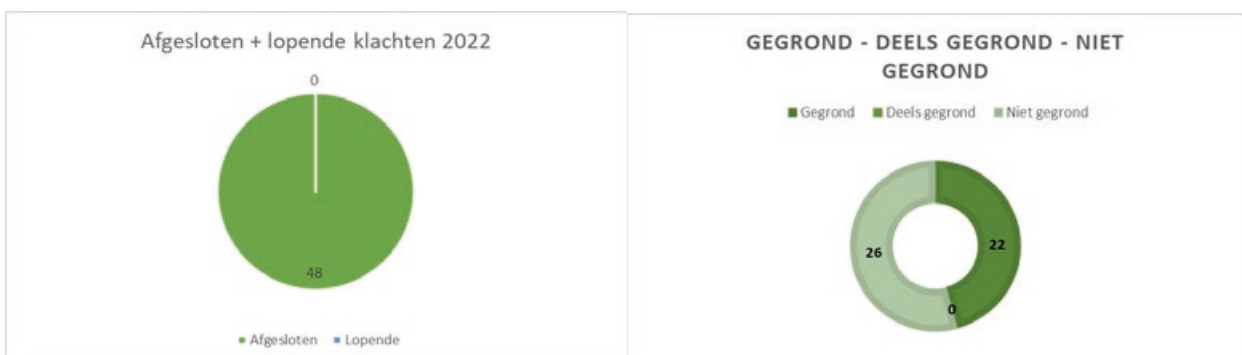 Afgesloten + lopende klachten 2022
0
48
Afgesloten Lopende
GEGROND - DEELS GEGROND - NIET
GEGROND
Gegrond Deels gegrond Niet gegrond
26
22
0